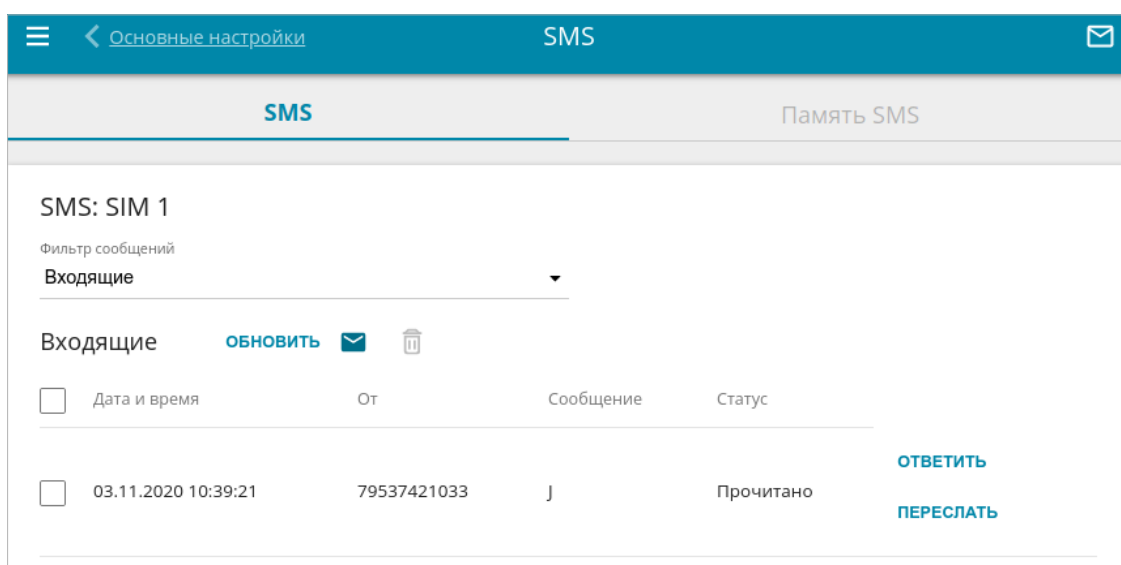 Основные настройки SMS
SMS Память SMS
SMS: SIM 1
Фильтр сообщений
Входящие
Входящие ОБНОВИТЬ
Дата и время От Сообщение Статус
ОТВЕТИТЬ
03.11.2020 10:39:21 79537421033 J Прочитано
ПЕРЕСЛАТЬ